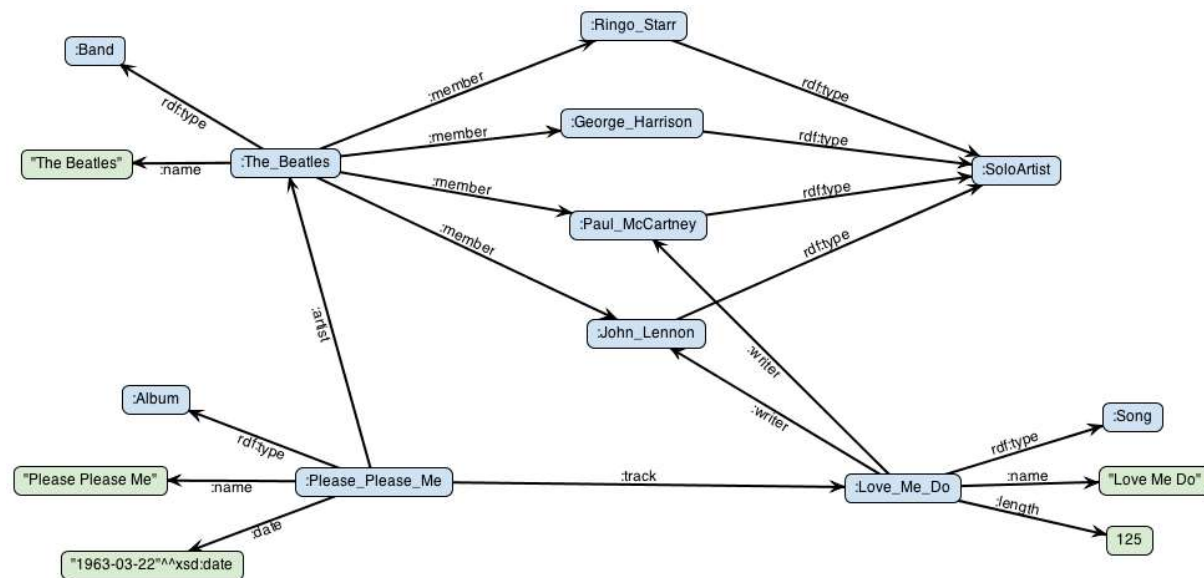 :Ringo_Starr
:Band
:member
rdf:type
rdf:type
:George_Harrison
:member
rdf:type
"The Beatles"
:name
:The_Beatles
:SoloArtist
:member
rdf:type
:Paul_McCartney
:member
rdf:type
:artist
:John_Lennon
:writer
:Album
:writer
:Song
rdf:type
rdf:type
"Please Please Me"
:name
:Please_Please_Me
:track
:Love_Me_Do
:name
"Love Me Do"
:length
:date
125
"1963-03-22"^^xsd:date